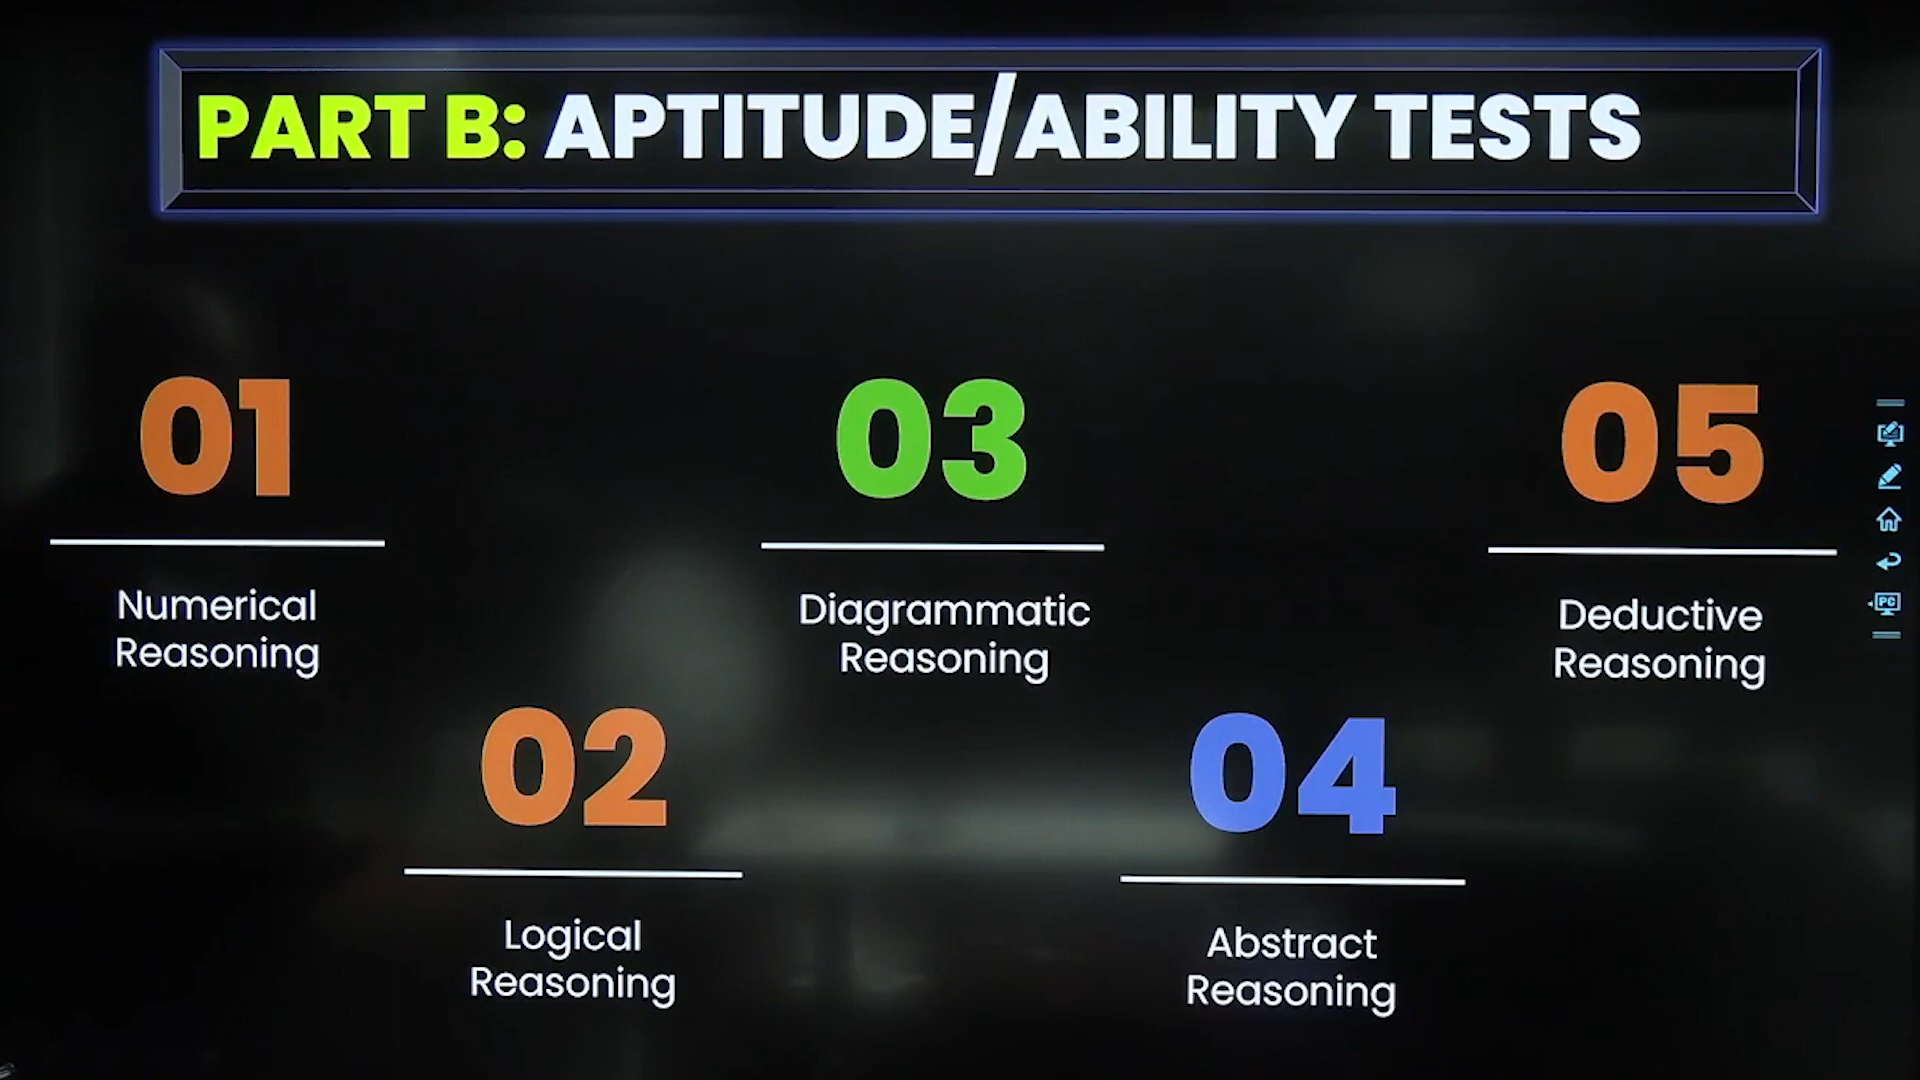 PART B: APTITUDE/ABILITY TESTS
01
Numerical
Reasoning
02
Logical
Reasoning
03
Diagrammatic
Reasoning
04
Abstract
Reasoning
05
Deductive
Reasoning
PC